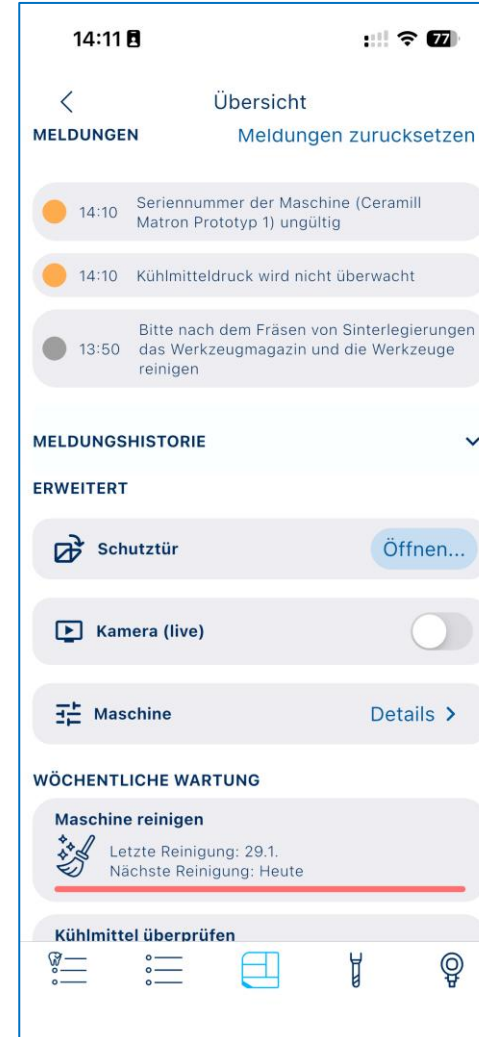 14:11
77
Übersicht
MELDUNGEN
Meldungen zurucksetzen
14:10
Seriennummer der Maschine (Ceramill
Matron Prototyp 1) ungültig
14:10
Kühlmitteldruck wird nicht überwacht
13:50
Bitte nach dem Fräsen von Sinterlegierungen
das Werkzeugmagazin und die Werkzeuge
reinigen
MELDUNGSHISTORIE
ERWEITERT
Schutztür
Öffnen...
Kamera (live)
Maschine
Details >
WÖCHENTLICHE WARTUNG
Maschine reinigen
Letzte Reinigung: 29.1.
Nächste Reinigung: Heute
Kühlmittel überprüfen